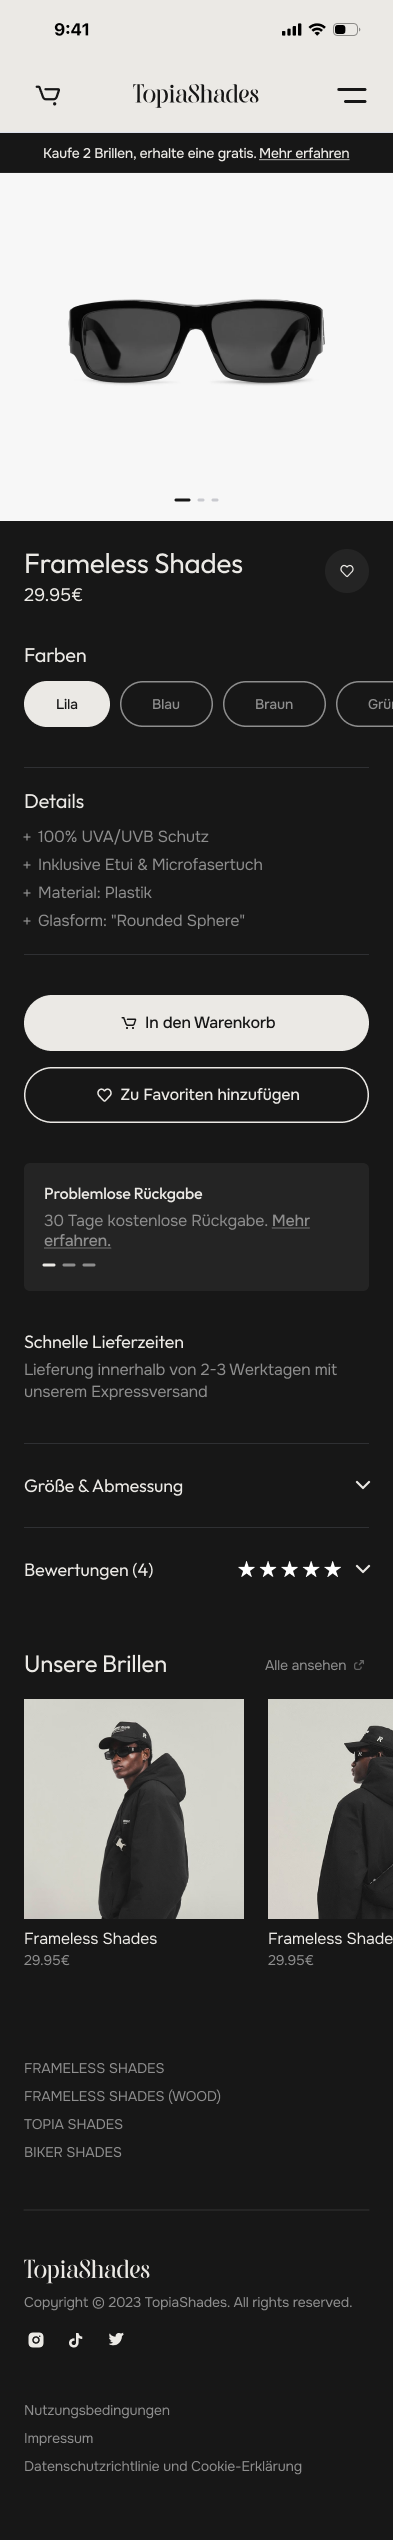 9:41
TopiaShades
Kaufe 2 Brillen, erhalte eine gratis. Mehr erfahren
Frameless Shades
29.95€
Farben
Lila Blau Braun Grün
Details
+ 100% UVA/UVB Schutz
+ Inklusive Etui & Microfasertuch
+ Material: Plastik
+ Glasform: "Rounded Sphere"
In den Warenkorb
Zu Favoriten hinzufügen
Problemlose Rückgabe
30 Tage kostenlose Rückgabe. Mehr
erfahren.
Schnelle Lieferzeiten
Lieferung innerhalb von 2-3 Werktagen mit
unserem Expressversand
Größe & Abmessung
Bewertungen (4)
Unsere Brillen Alle ansehen
Frameless Shades Frameless Shade
29.95€ 29.95€
FRAMELESS SHADES
FRAMELESS SHADES (WOOD)
TOPIA SHADES
BIKER SHADES
TopiaShades
Copyright © 2023 TopiaShades. All rights reserved.
Nutzungsbedingungen
Impressum
Datenschutzrichtlinie und Cookie-Erklärung